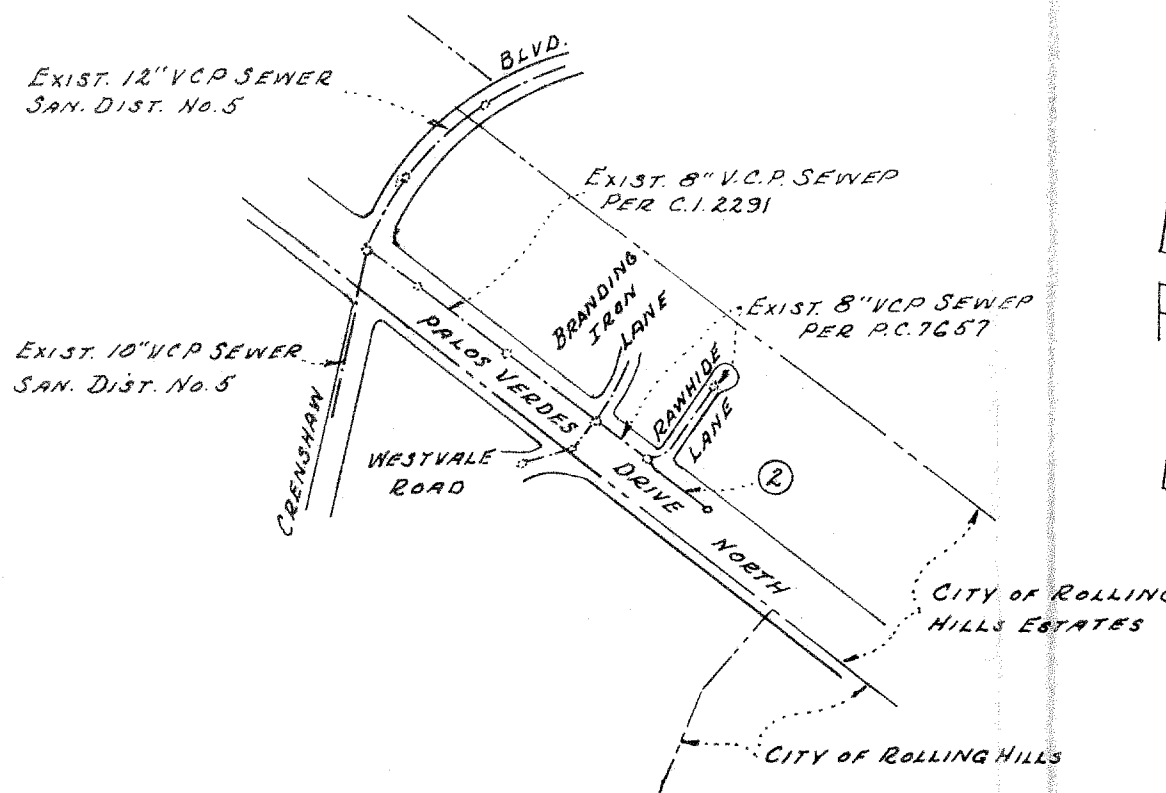 BLVD.
EXIST. 12" VCP SEWER
SAN. DIST. No. 5
EXIST. 8" V.C.P. SEWER
PER C.I. 2291
BRANDING
IRON
LANE
EXIST. 8" VCP SEWER
PER P.C. 7657
EXIST. 10" VCP SEWER
SAN. DIST. No. 5
PALOS VERDES
RAWHIDE
LANE
CRENSHAW
WESTVALE
ROAD
DRIVE
2
NORTH
CITY OF ROLLING
HILLS ESTATES
CITY OF ROLLING HILLS